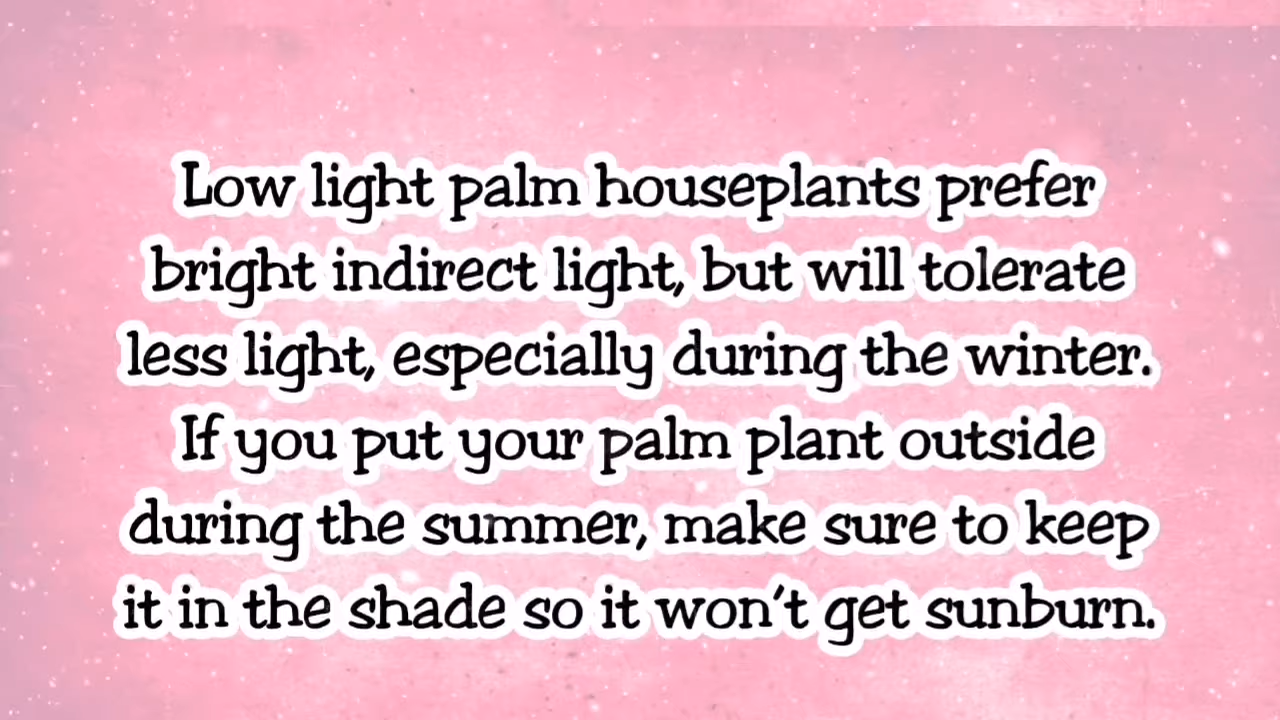 Low light palm houseplants prefer
bright indirect light, but will tolerate
less light, especially during the winter.
If you put your palm plant outside
during the summer, make sure to keep
it in the shade so it won't get sunburn.